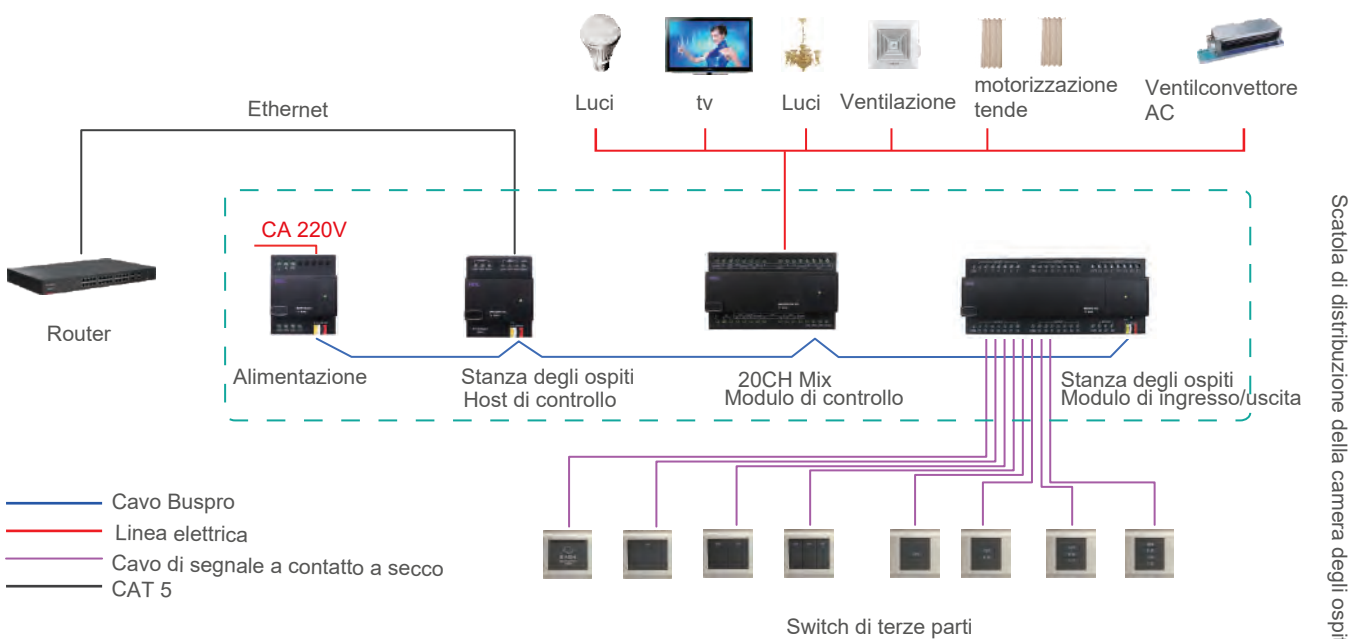 Ethernet
Luci
tv
Luci
Ventilazione
motorizzazione
tende
Ventilconvettore
AC
CA 220V
Router
Alimentazione
Stanza degli ospiti
Host di controllo
20CH Mix
Modulo di controllo
Stanza degli ospiti
Modulo di ingresso/uscita
Scatola di distribuzione della camera degli ospit
Cavo Buspro
Linea elettrica
Cavo di segnale a contatto a secco
CAT 5
Switch di terze parti